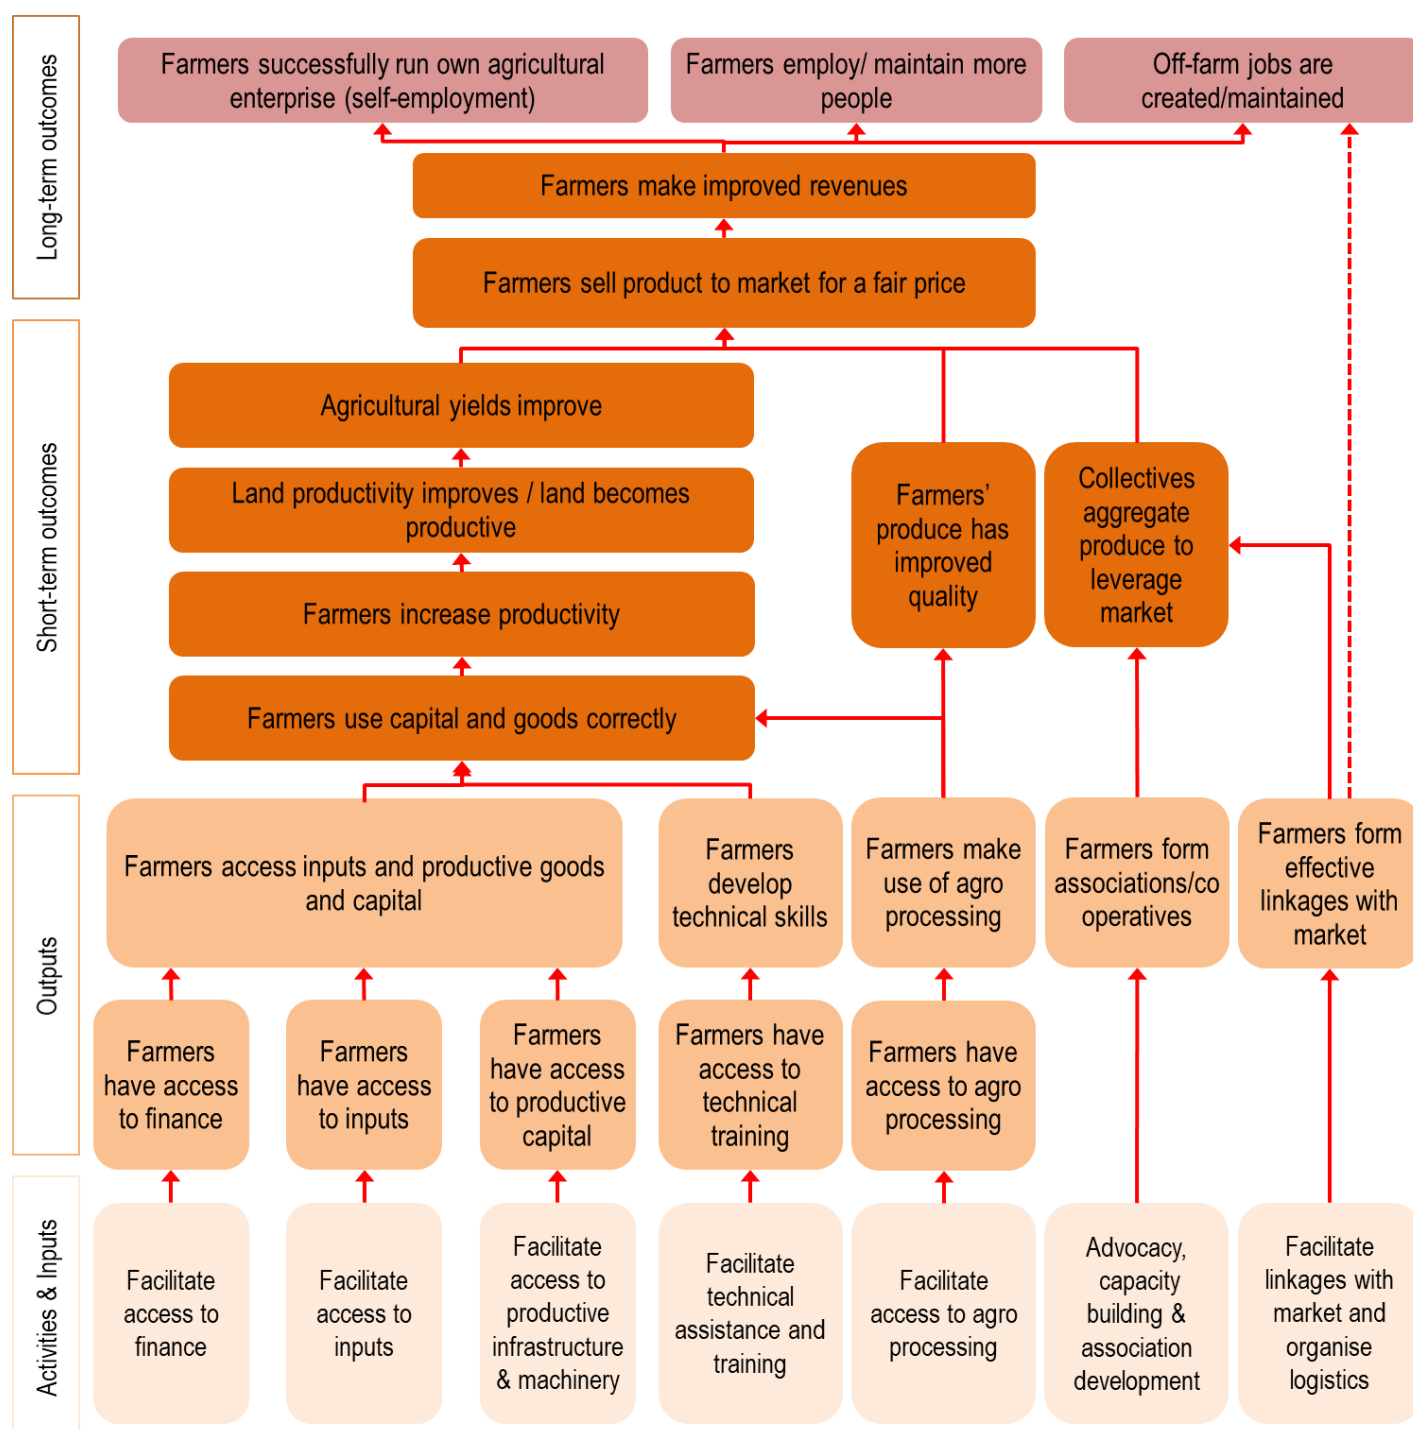 Long-term outcomes
Farmers successfully run own agricultural
enterprise (self-employment)
Farmers employ/ maintain more
people
Off-farm jobs are
created/maintained
Farmers make improved revenues
Farmers sell product to market for a fair price
Short-term outcomes
Agricultural yields improve
Land productivity improves / land becomes
productive
Farmers increase productivity
Farmers use capital and goods correctly
Farmers’
produce has
improved
quality
Collectives
aggregate
produce to
leverage
market
Outputs
Farmers access inputs and productive goods
and capital
Farmers
develop
technical skills
Farmers make
use of agro
processing
Farmers form
associations/co
operatives
Farmers form
effective
linkages with
market
Farmers
have access
to finance
Farmers
have access
to inputs
Farmers
have access
to productive
capital
Farmers have
access to
technical
training
Farmers have
access to agro
processing
Activities & Inputs
Facilitate
access to
finance
Facilitate
access to
inputs
Facilitate
access to
productive
infrastructure
& machinery
Facilitate
technical
assistance and
training
Facilitate
access to agro
processing
Advocacy,
capacity
building &
association
development
Facilitate
linkages with
market and
organise
logistics